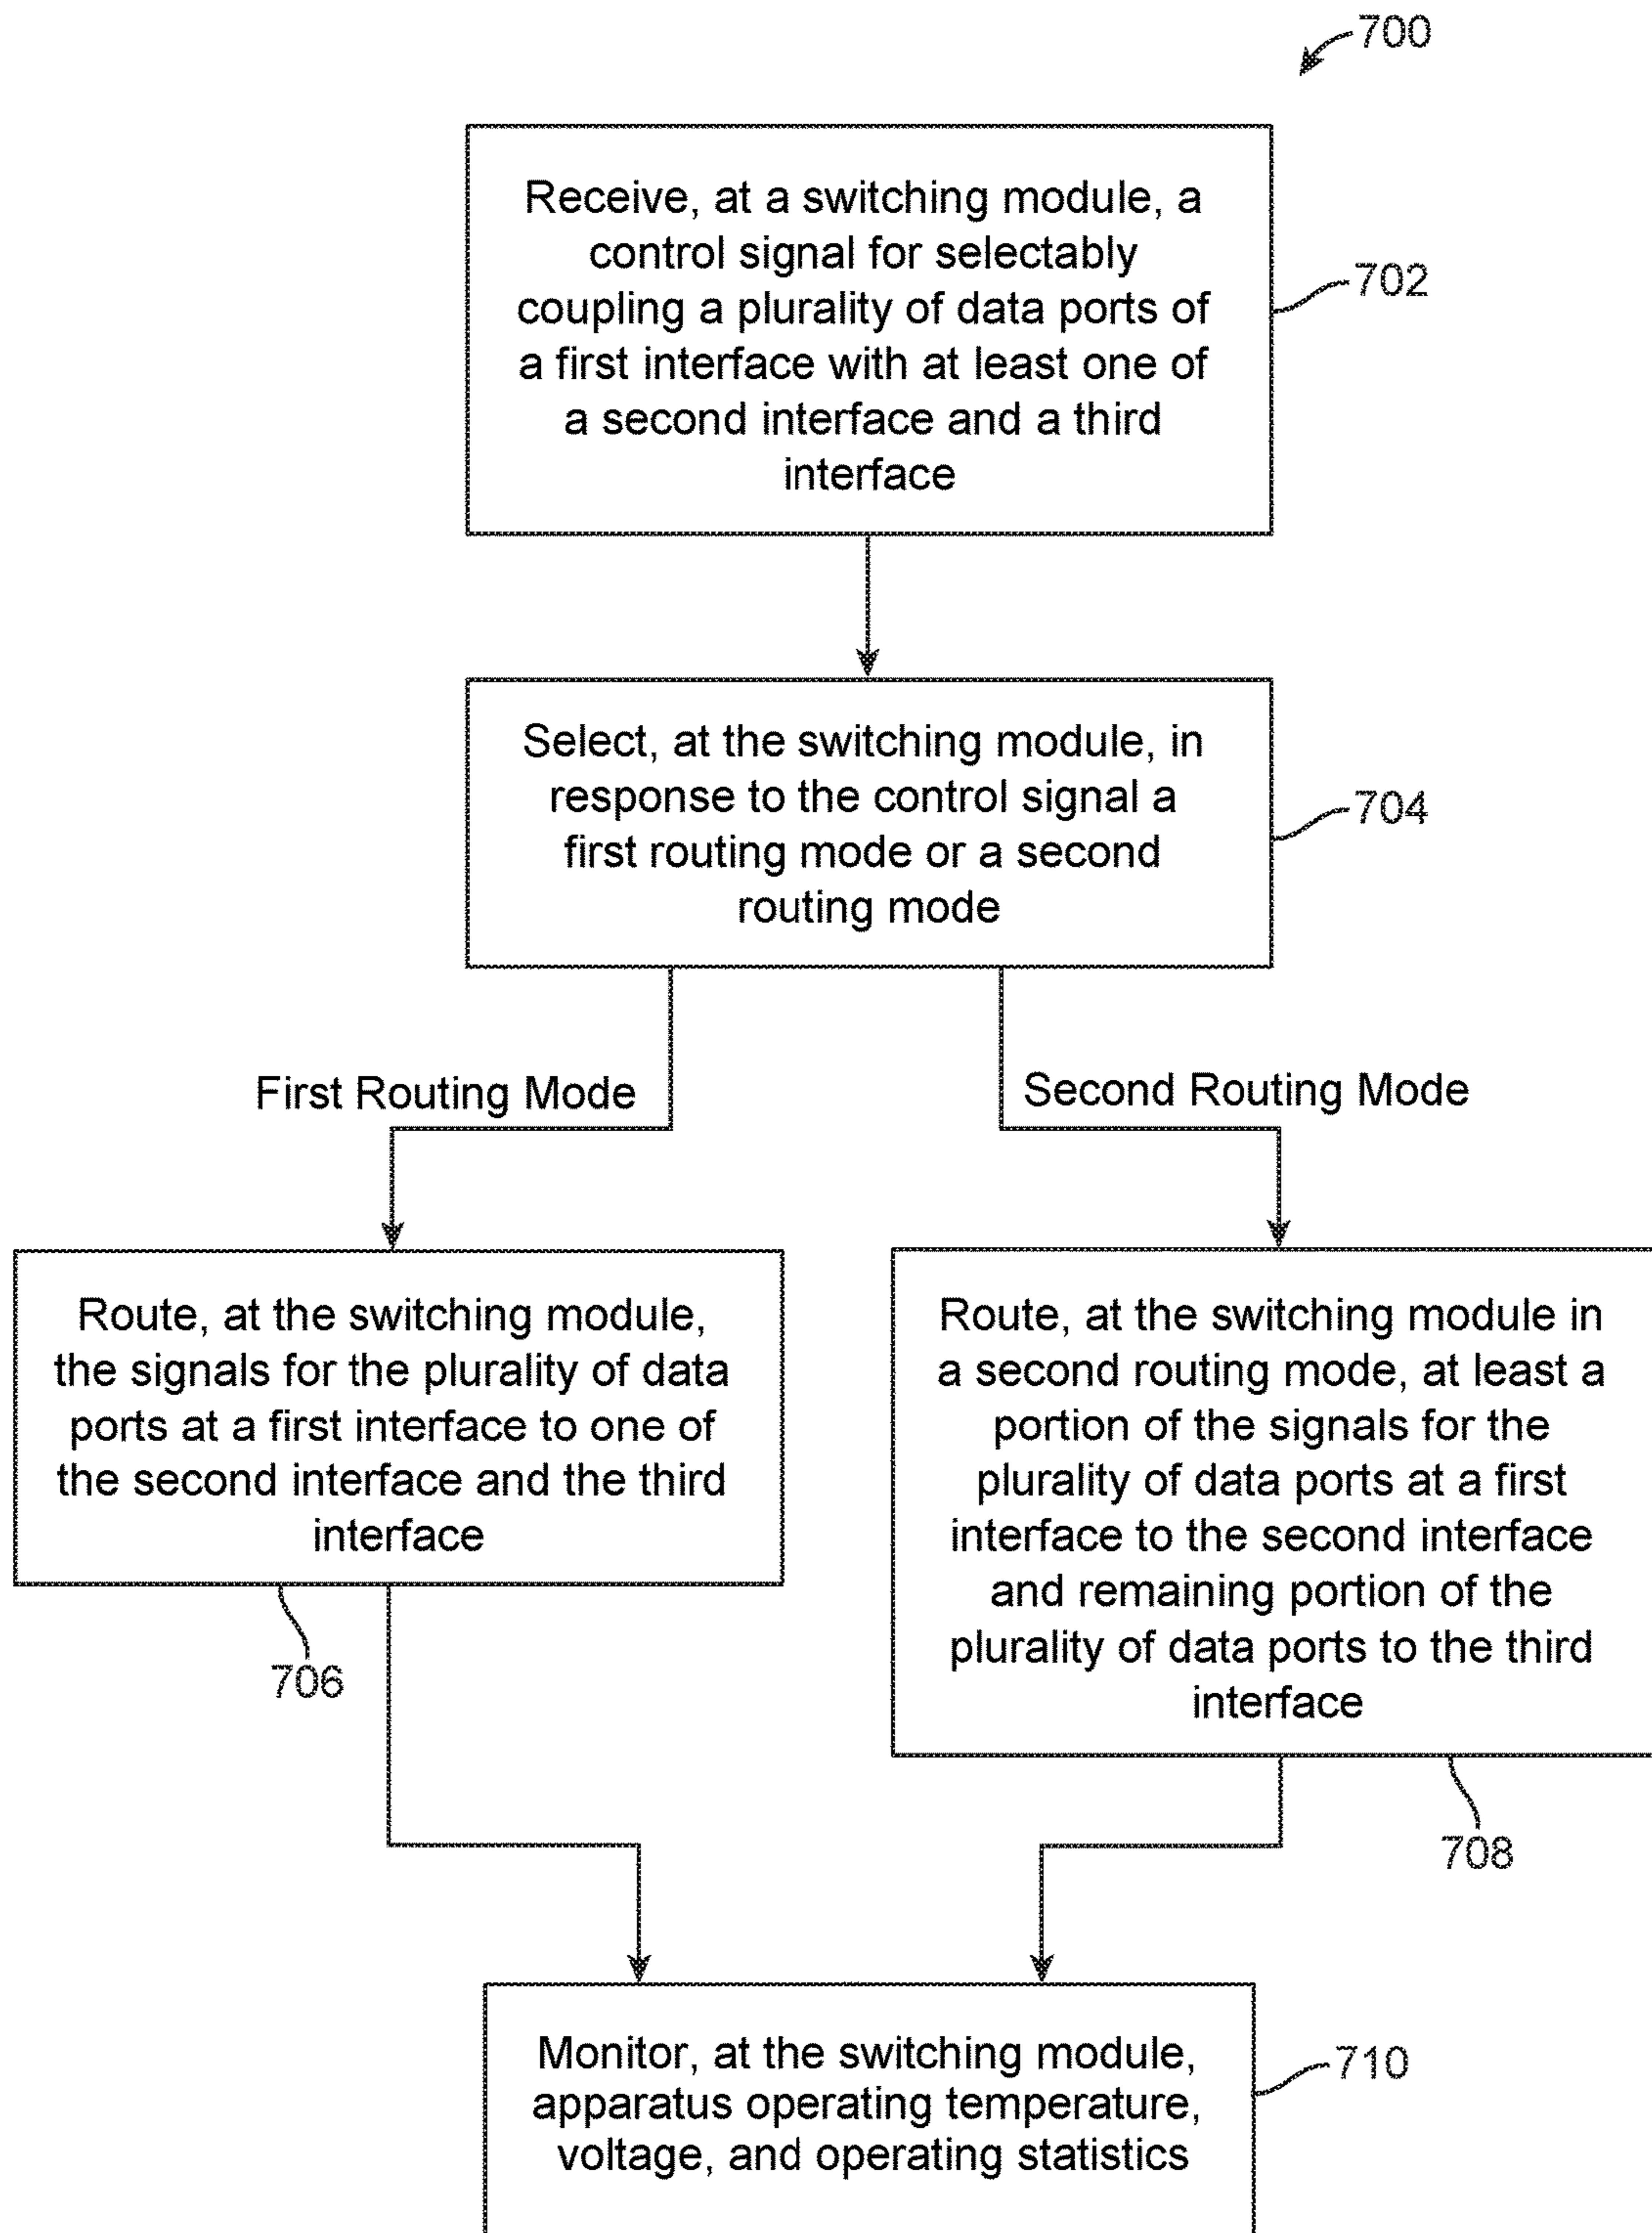 700
Receive, at a switching module, a
control signal for selectably
coupling a plurality of data ports of
a first interface with at least one of
a second interface and a third
interface
702
Select, at the switching module, in
response to the control signal a
first routing mode or a second
routing mode
704
First Routing Mode
Second Routing Mode
Route, at the switching module,
the signals for the plurality of data
ports at a first interface to one of
the second interface and the third
interface
706
Route, at the switching module in
a second routing mode, at least a
portion of the signals for the
plurality of data ports at a first
interface to the second interface
and remaining portion of the
plurality of data ports to the third
interface
708
Monitor, at the switching module,
apparatus operating temperature,
voltage, and operating statistics
710